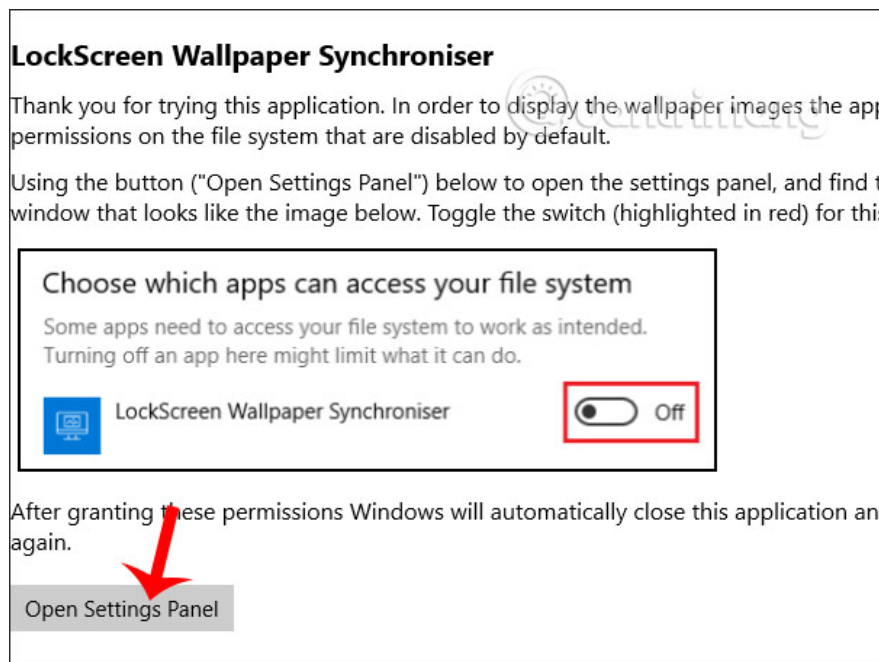 LockScreen Wallpaper Synchroniser
Thank you for trying this application. In order to display the wallpaper images the app
permissions on the file system that are disabled by default.
Using the button ("Open Settings Panel") below to open the settings panel, and find t
window that looks like the image below. Toggle the switch (highlighted in red) for this
Choose which apps can access your file system
Some apps need to access your file system to work as intended.
Turning off an app here might limit what it can do.
LockScreen Wallpaper Synchroniser Off
After granting these permissions Windows will automatically close this application an
again.
Open Settings Panel